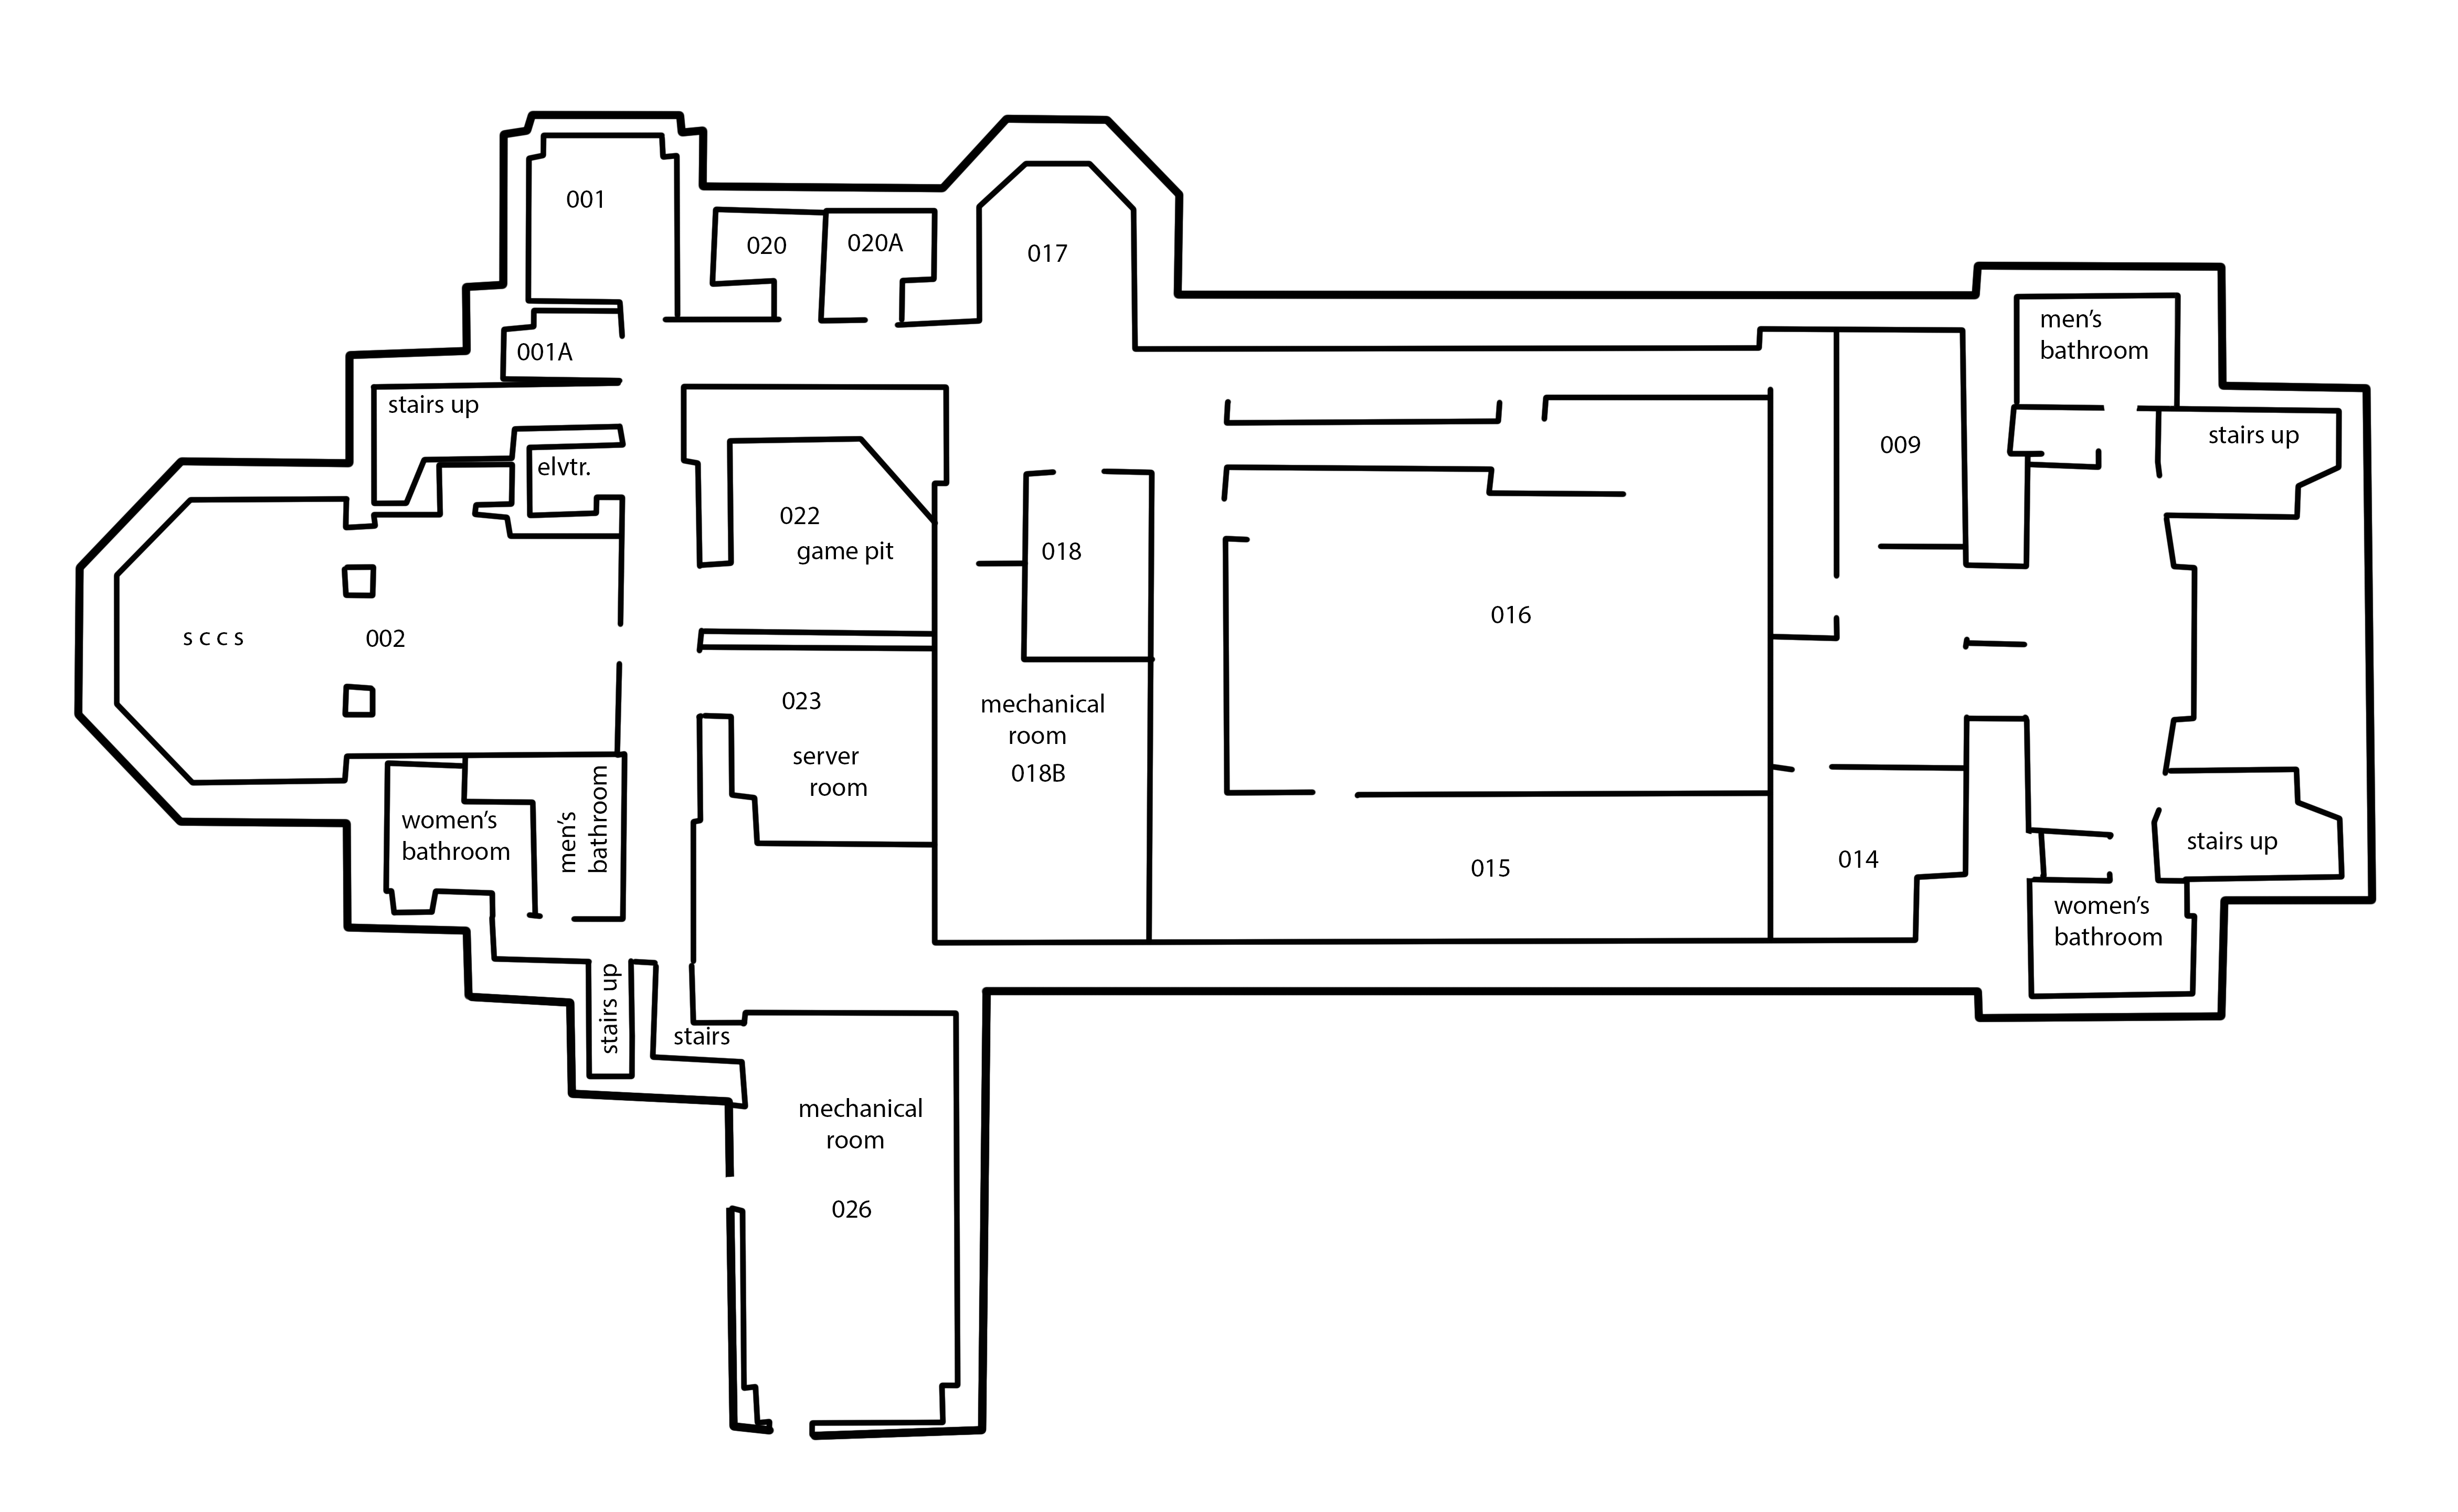 001
020
020A
017
001A
stairs up
elvtr.
men's
bathroom
009
stairs up
022
game pit
018
016
s c c s
002
023
server
room
mechanical
room
018B
women's
bathroom
men's
bathroom
015
014
stairs up
women's
bathroom
stairs up
stairs
mechanical
room
026